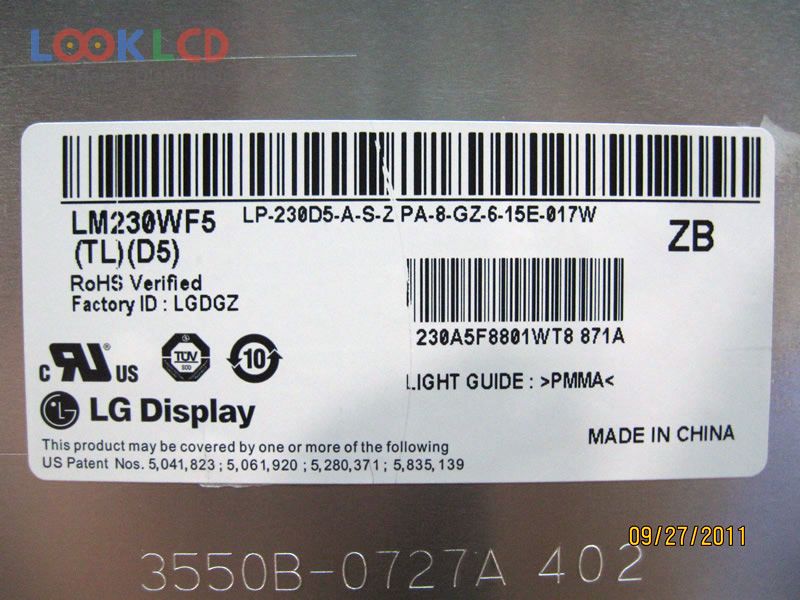 LOOKLCD
LP-230D5-A-S-Z PA-8-GZ-6-15E-017W
LM230WF5
(TL)(D5)
ZB
RoHS Verified
Factory ID : LGDGZ
230A5F8801WT8 871A
c RU US
TÜV
10
LIGHT GUIDE : >PMMA<
LG Display
MADE IN CHINA
This product may be covered by one or more of the following
US Patent Nos. 5,041,823 ; 5,061,920 ; 5,280,371 ; 5,835,139
09/27/2011
3550B-0727A 402